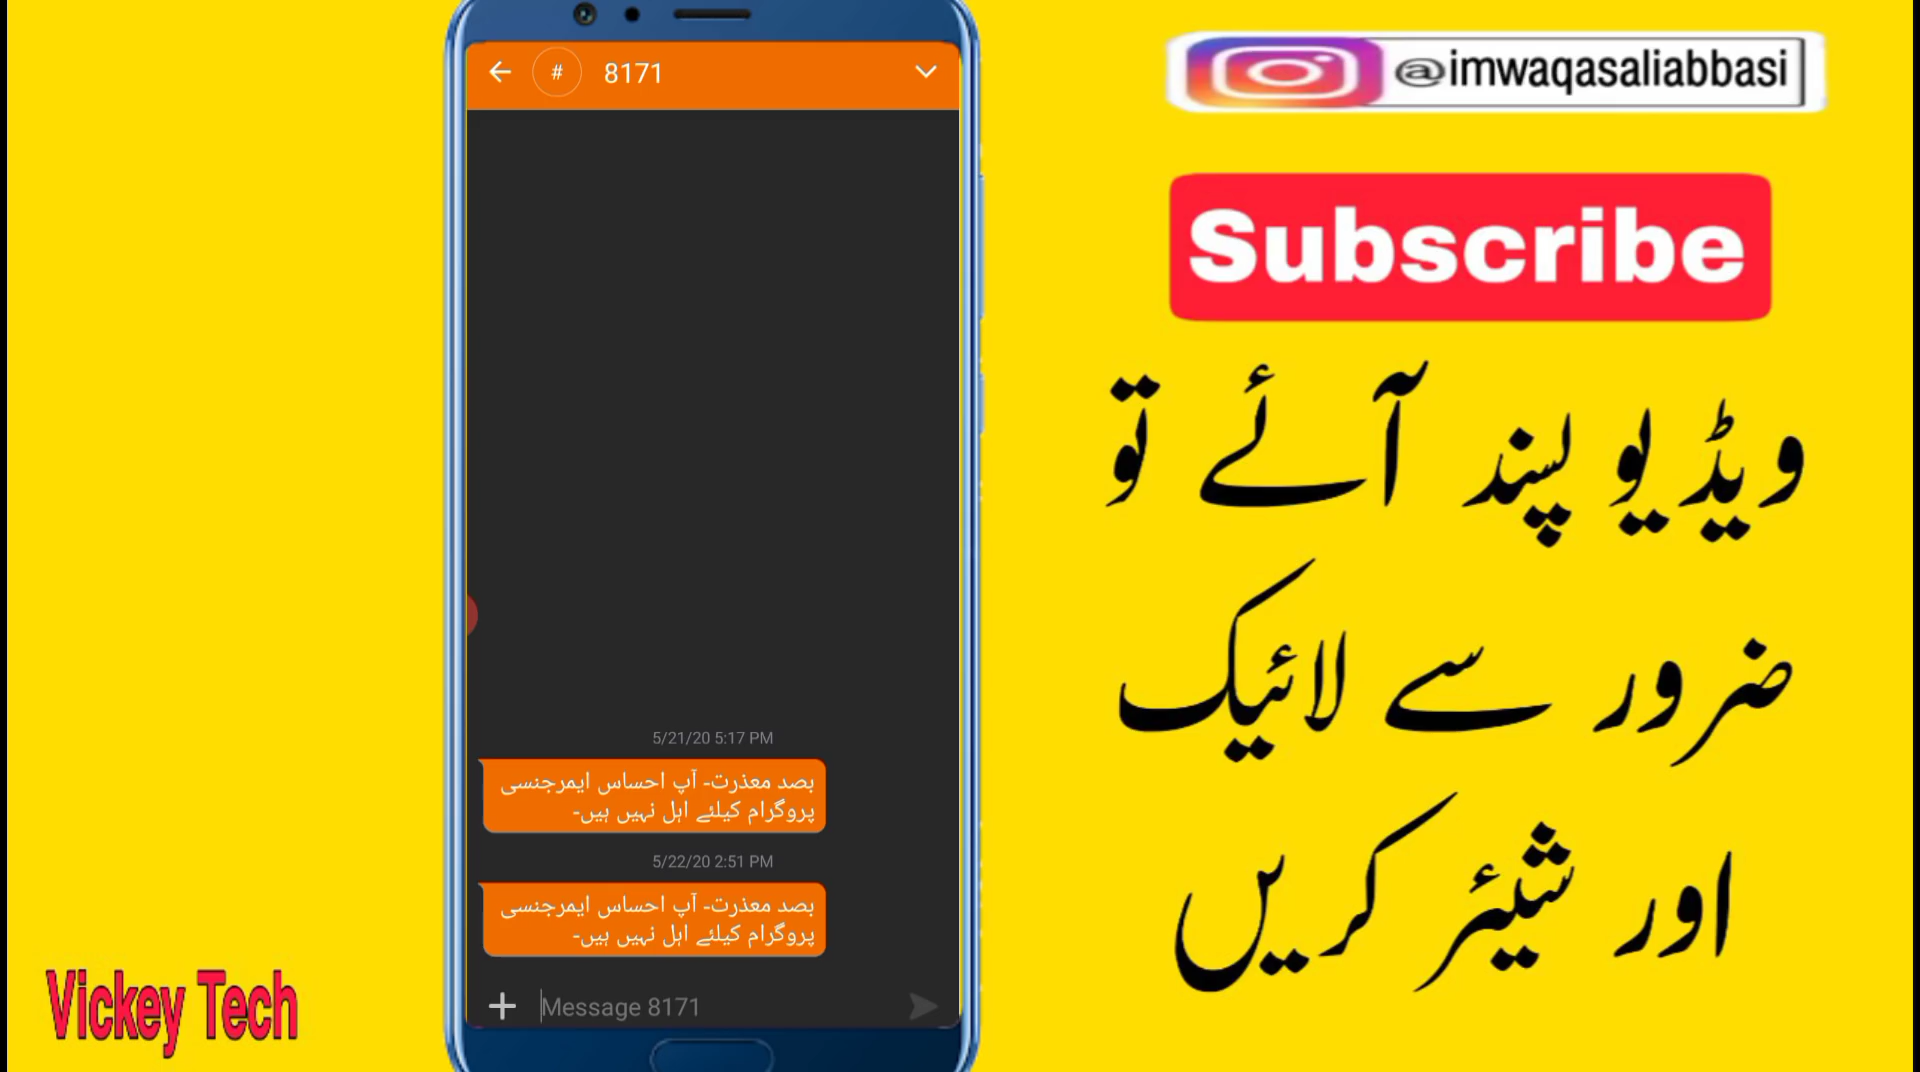 8171
#
5/21/20 5:17 PM
بصد معذرت۔ آپ احساس ایمرجنسی
پروگرام کیلئے اہل نہیں ہیں۔
5/22/20 2:51 PM
بصد معذرت۔ آپ احساس ایمرجنسی
پروگرام کیلئے اہل نہیں ہیں۔
Message 8171
@imwaqasaliabbasi
Subscribe
ویڈیو پسند آئے تو
ضرور سے لائیک
اور شیئر کریں
Vickey Tech